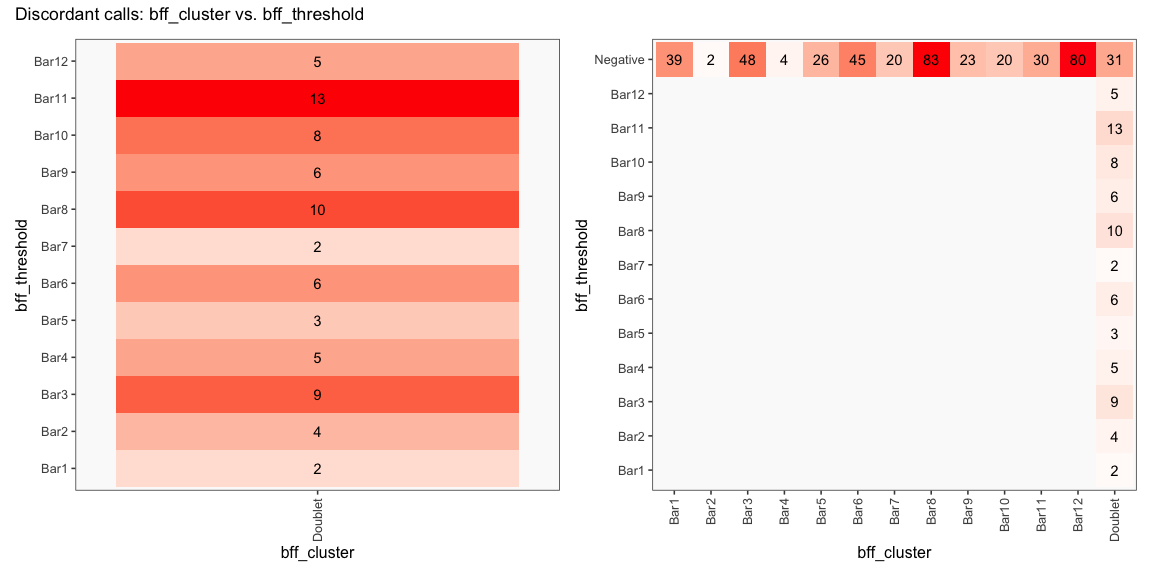 Discordant calls: bff_cluster vs. bff_threshold
bff_threshold
Bar12 5
Bar11 13
Bar10 8
Bar9 6
Bar8 10
Bar7 2
Bar6 6
Bar5 3
Bar4 5
Bar3 9
Bar2 4
Bar1 2
Doublet
bff_cluster
bff_threshold
Negative 39 2 48 4 26 45 20 83 23 20 30 80 31
Bar12 5
Bar11 13
Bar10 8
Bar9 6
Bar8 10
Bar7 2
Bar6 6
Bar5 3
Bar4 5
Bar3 9
Bar2 4
Bar1 2
Bar1 Bar2 Bar3 Bar4 Bar5 Bar6 Bar7 Bar8 Bar9 Bar10 Bar11 Bar12 Doublet
bff_cluster